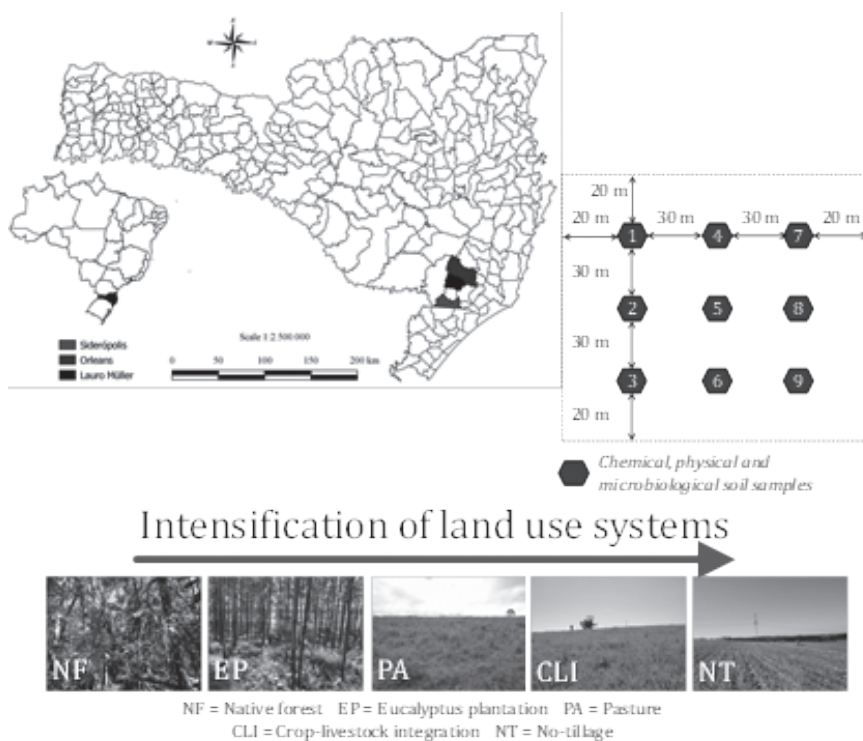 N
W
E
S
Siderópolis
Orleans
Lauro Müller
Scale 1:2.500.000
0 50 100 150 200 km
20 m
20 m 30 m 30 m 20 m
1 4 7
30 m
2 5 8
30 m
3 6 9
20 m
Chemical, physical and
microbiological soil samples
Intensification of land use systems
NF EP PA CLI NT
NF = Native forest EP = Eucalyptus plantation PA = Pasture
CLI = Crop-livestock integration NT = No-tillage